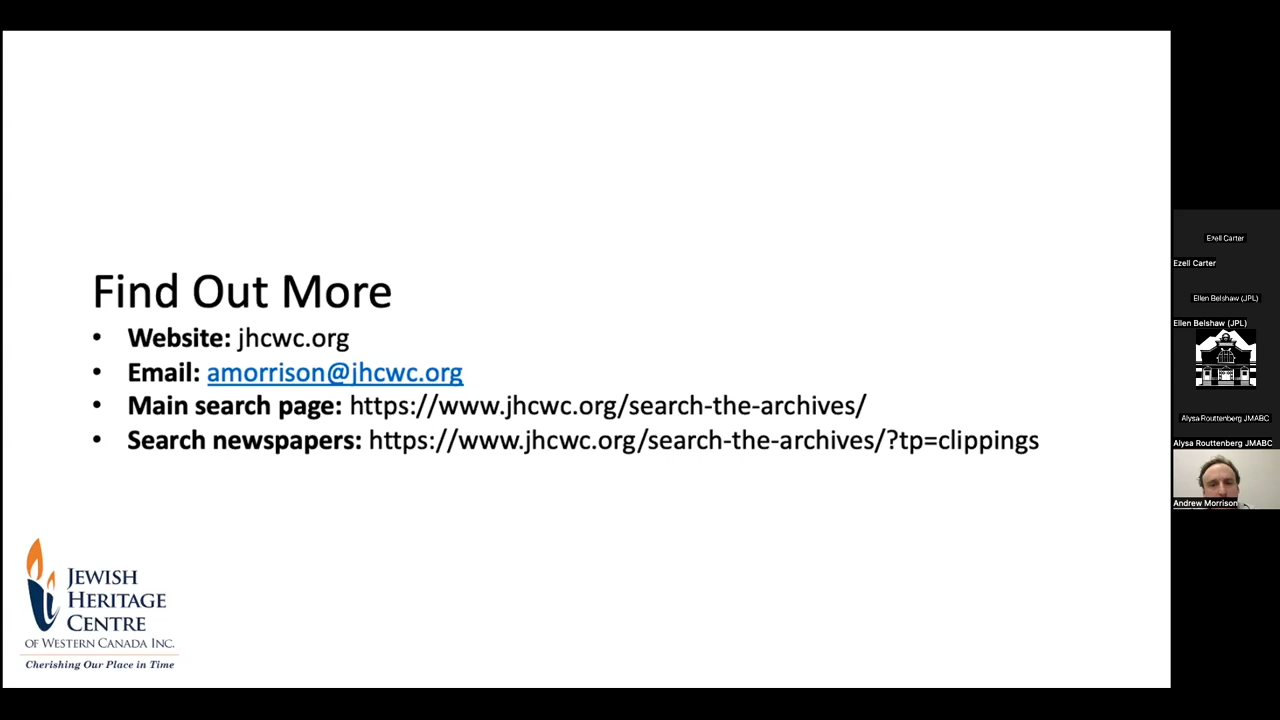 Find Out More
• Website: jhcwc.org
• Email: amorrison@jhcwc.org
• Main search page: https://www.jhcwc.org/search-the-archives/
• Search newspapers: https://www.jhcwc.org/search-the-archives/?tp=clippings
JEWISH
HERITAGE
CENTRE
OF WESTERN CANADA INC.
Cherishing Our Place in Time
Ezell Carter
Ezell Carter
Ellen Belshaw (JPL)
Ellen Belshaw (JPL)
Alysa Routtenberg JMABC
Alysa Routtenberg JMABC
Andrew Morrison